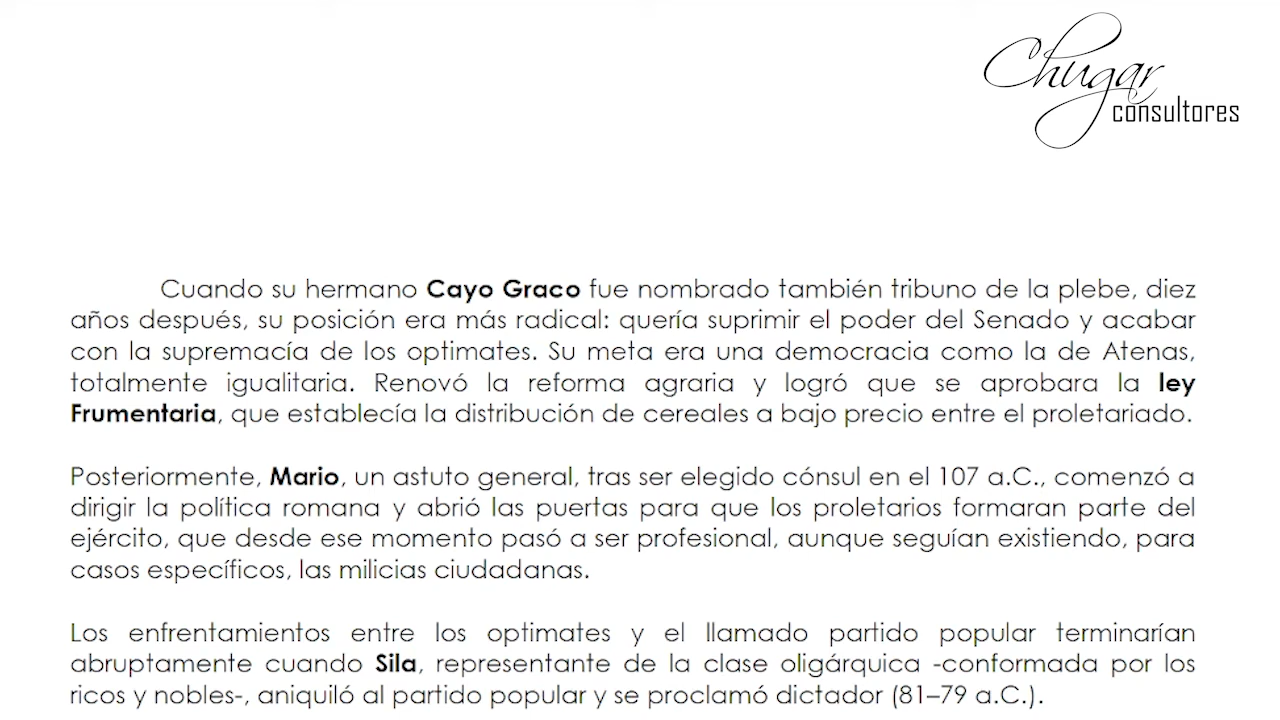 Chugar
consultores
Cuando su hermano Cayo Graco fue nombrado también tribuno de la plebe, diez
años después, su posición era más radical: quería suprimir el poder del Senado y acabar
con la supremacía de los optimates. Su meta era una democracia como la de Atenas,
totalmente igualitaria. Renovó la reforma agraria y logró que se aprobara la ley
Frumentaria, que establecía la distribución de cereales a bajo precio entre el proletariado.
Posteriormente, Mario, un astuto general, tras ser elegido cónsul en el 107 a.C., comenzó a
dirigir la política romana y abrió las puertas para que los proletarios formaran parte del
ejército, que desde ese momento pasó a ser profesional, aunque seguían existiendo, para
casos específicos, las milicias ciudadanas.
Los enfrentamientos entre los optimates y el llamado partido popular terminarían
abruptamente cuando Sila, representante de la clase oligárquica -conformada por los
ricos y nobles-, aniquiló al partido popular y se proclamó dictador (81–79 a.C.).